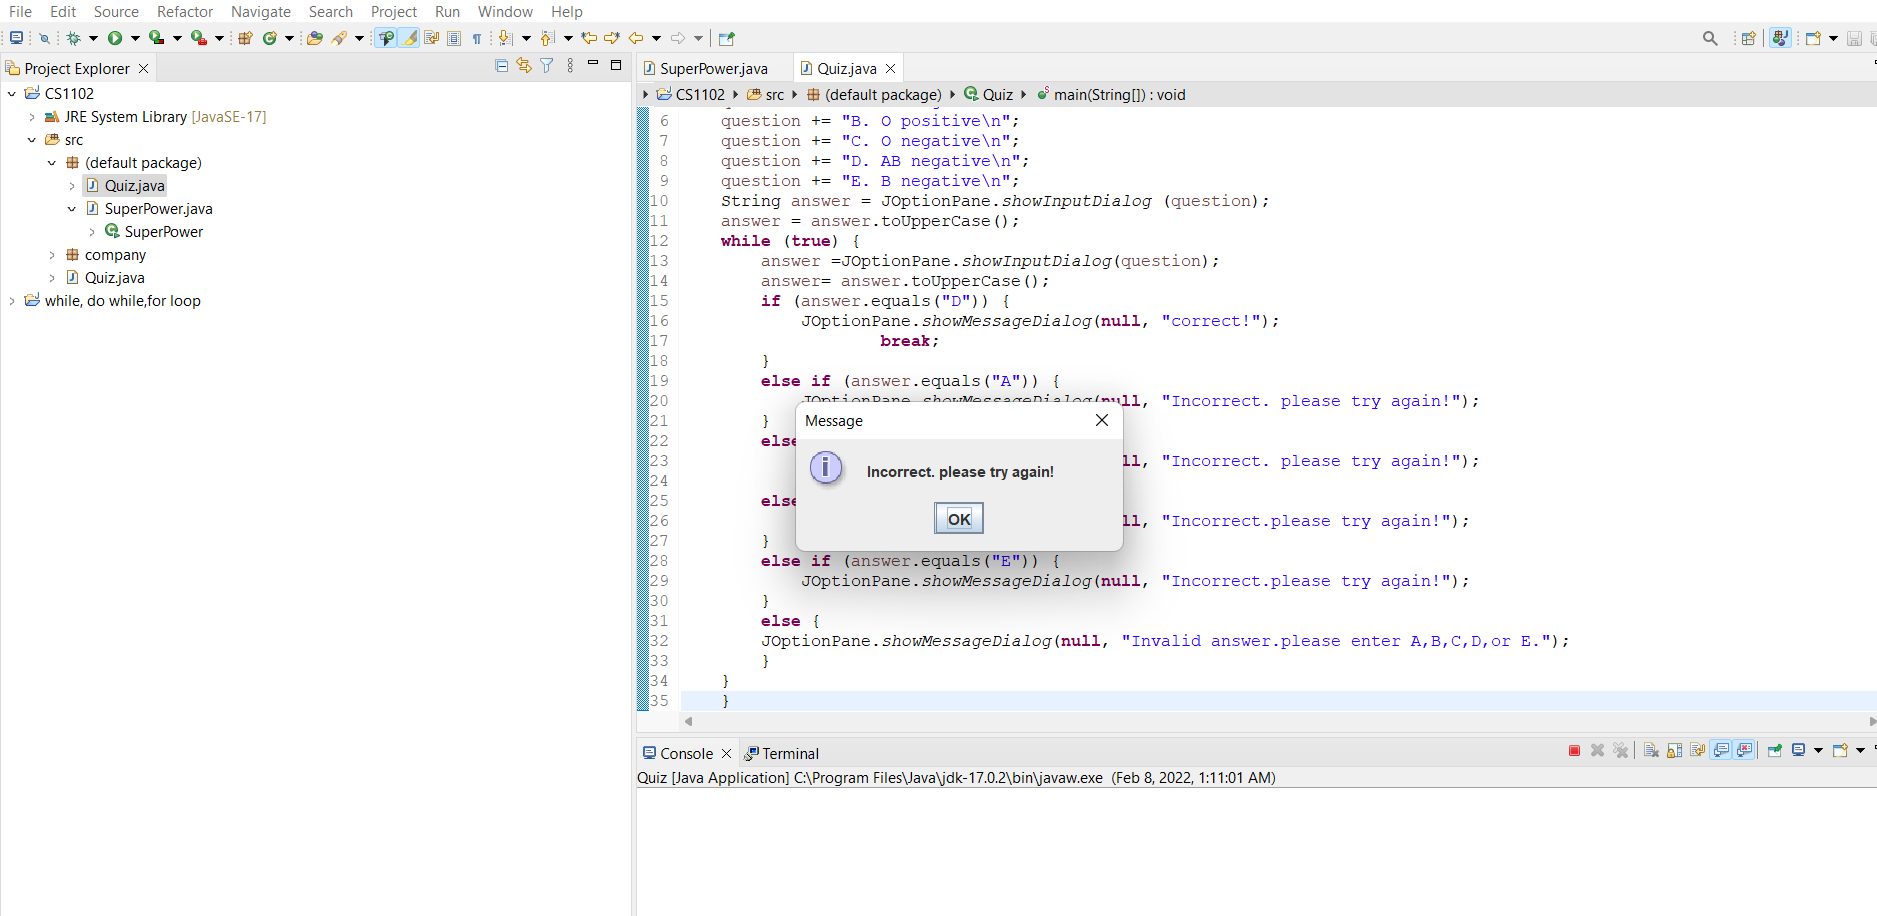 File Edit Source Refactor Navigate Search Project Run Window Help
Project Explorer
CS1102
JRE System Library [JavaSE-17]
src
(default package)
Quiz.java
SuperPower.java
SuperPower
company
Quiz.java
while, do while,for loop
SuperPower.java Quiz.java
CS1102 src (default package) Quiz main(String[]) : void
6 question += "B. O positive\n";
7 question += "C. O negative\n";
8 question += "D. AB negative\n";
9 question += "E. B negative\n";
10 String answer = JOptionPane.showInputDialog (question);
11 answer = answer.toUpperCase();
12 while (true) {
13 answer =JOptionPane.showInputDialog(question);
14 answer= answer.toUpperCase();
15 if (answer.equals("D")) {
16 JOptionPane.showMessageDialog(null, "correct!");
17 break;
18 }
19 else if (answer.equals("A")) {
20 JOptionPane.showMessageDialog(null, "Incorrect. please try again!");
21 }
22 else
23 ll, "Incorrect. please try again!");
24
25 else
26 ll, "Incorrect.please try again!");
27 }
28 else if (answer.equals("E")) {
29 JOptionPane.showMessageDialog(null, "Incorrect.please try again!");
30 }
31 else {
32 JOptionPane.showMessageDialog(null, "Invalid answer.please enter A,B,C,D,or E.");
33 }
34 }
35 }
Message
Incorrect. please try again!
OK
Console Terminal
Quiz [Java Application] C:\Program Files\Java\jdk-17.0.2\bin\javaw.exe (Feb 8, 2022, 1:11:01 AM)